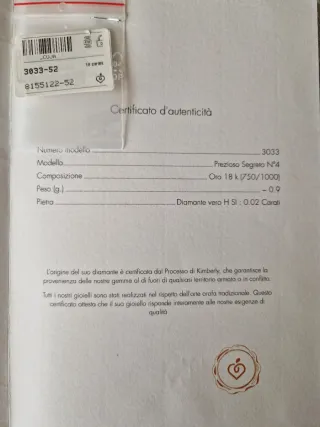 3033-52
8155122-52
Certificato d'autenticità
Numero modello 3033
Modello Prezioso Segreto N°4
Composizione Oro 18 k (750/1000)
Peso (g.) ~ 0.9
Pietra Diamante vero H SI : 0.02 Carati
L'origine del suo diamante è certificata dal Processo di Kimberly, che garantisce la
provenienza delle nostre gemme al di fuori di qualsiasi territorio armato o in conflitto.
Tutti i nostri gioielli sono stati realizzati nel rispetto dell'arte orafa tradizionale. Questo
certificato attesta che il suo gioiello risponde interamente alle nostre esigenze di
qualità